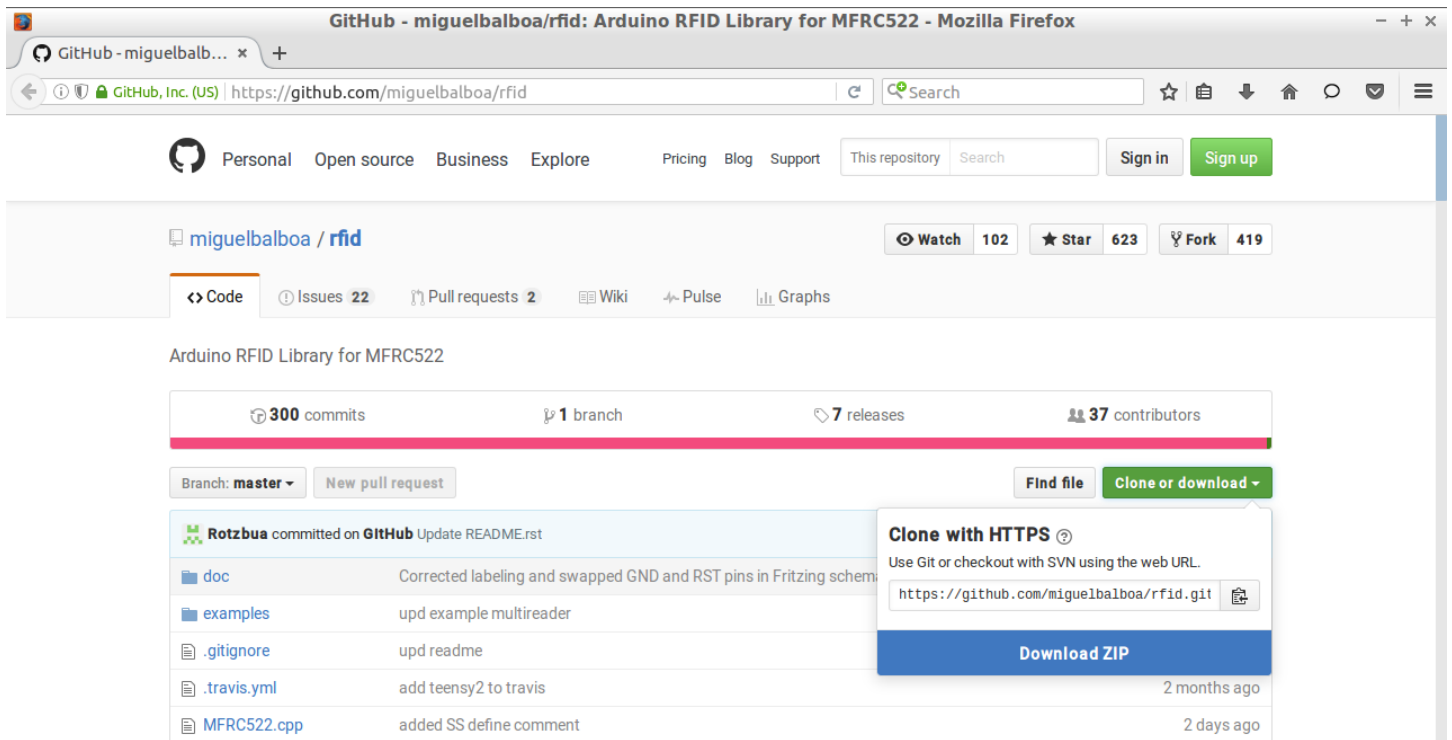 GitHub - miguelbalboa/rfid: Arduino RFID Library for MFRC522 - Mozilla Firefox
GitHub - miguelbalb...
GitHub, Inc. (US) https://github.com/miguelbalboa/rfid Search
Personal Open source Business Explore Pricing Blog Support This repository Search Sign in Sign up
miguelbalboa / rfid Watch 102 Star 623 Fork 419
Code Issues 22 Pull requests 2 Wiki Pulse Graphs
Arduino RFID Library for MFRC522
300 commits 1 branch 7 releases 37 contributors
Branch: master New pull request Find file Clone or download
Rotzbua committed on GitHub Update README.rst
Clone with HTTPS ?
Use Git or checkout with SVN using the web URL.
https://github.com/miguelbalboa/rfid.git
Download ZIP
doc Corrected labeling and swapped GND and RST pins in Fritzing schem
examples upd example multireader
.gitignore upd readme
.travis.yml add teensy2 to travis 2 months ago
MFRC522.cpp added SS define comment 2 days ago